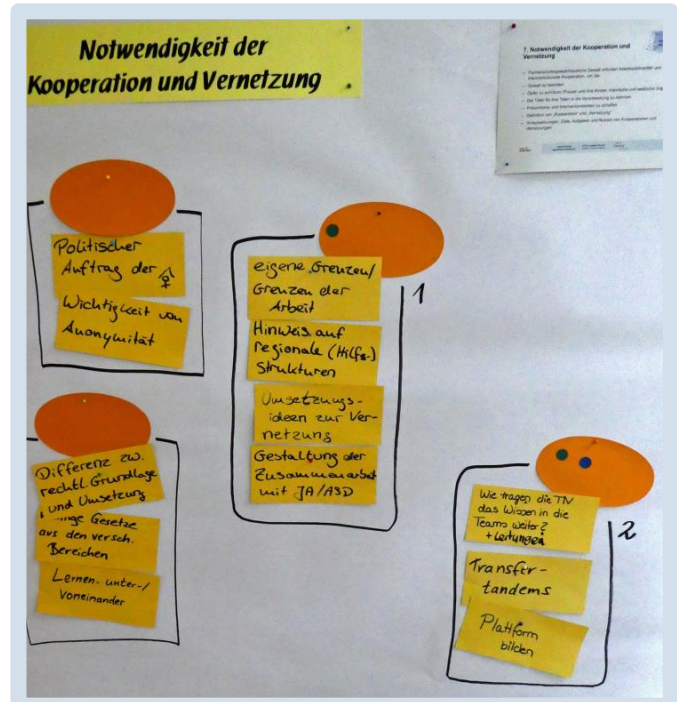 Notwendigkeit der
Kooperation und Vernetzung
7. Notwendigkeit der Kooperation und
Vernetzung
Politischer
Auftrag der
Wichtigkeit von
Anonymität
eigene Grenzen/
Grenzen der
Arbeit
Hinweis auf
regionale (Hilfs-)
Strukturen
Umsetzungs-
ideen zur Ver-
netzung
Gestaltung der
Zusammenarbeit
mit JA/ASD
1
Differenz zw.
rechtl. Grundlage
und Umsetzung
Gesetze
aus den versch.
Bereichen
Lernen unter-/
voneinander
Wie tragen die TN
das Wissen in die
Teams weiter?
+ Leitungen
Transfer-
tandems
Plattform
bilden
2